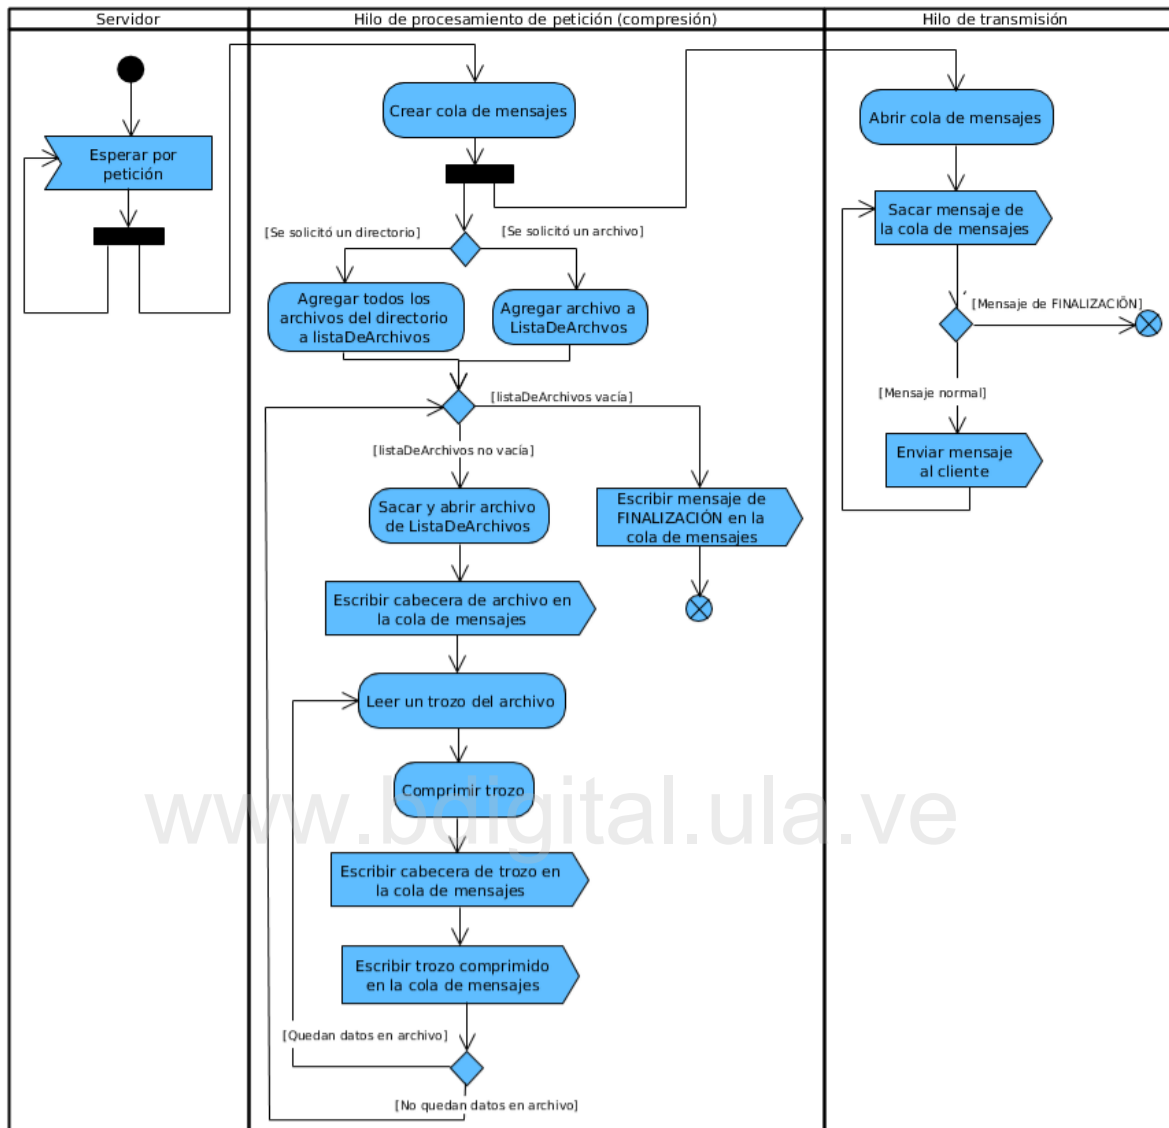 Servidor
Hilo de procesamiento de petición (compresión)
Hilo de transmisión
Esperar por
petición
Crear cola de mensajes
[Se solicitó un directorio]
[Se solicitó un archivo]
Agregar todos los
archivos del directorio
a listaDeArchivos
Agregar archivo a
ListaDeArchvos
[listaDeArchivos vacía]
[listaDeArchivos no vacía]
Sacar y abrir archivo
de ListaDeArchivos
Escribir mensaje de
FINALIZACIÓN en la
cola de mensajes
Escribir cabecera de archivo en
la cola de mensajes
Leer un trozo del archivo
Comprimir trozo
Escribir cabecera de trozo en
la cola de mensajes
Escribir trozo comprimido
en la cola de mensajes
[Quedan datos en archivo]
[No quedan datos en archivo]
Abrir cola de mensajes
Sacar mensaje de
la cola de mensajes
[Mensaje de FINALIZACIÓN]
[Mensaje normal]
Enviar mensaje
al cliente
www.bdigital.ula.ve